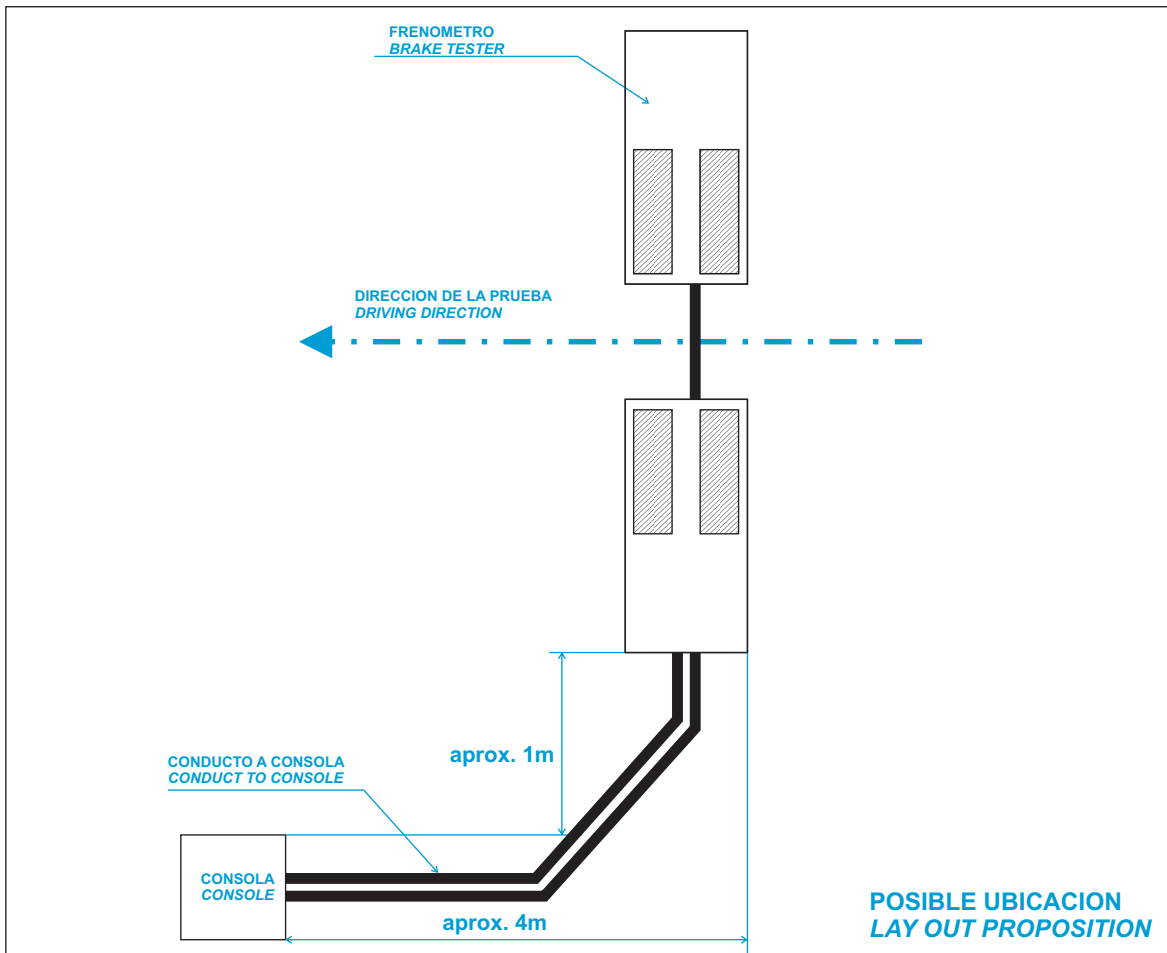 FRENOMETRO
BRAKE TESTER
DIRECCION DE LA PRUEBA
DRIVING DIRECTION
aprox. 1m
CONDUCTO A CONSOLA
CONDUCT TO CONSOLE
CONSOLA
CONSOLE
aprox. 4m
POSIBLE UBICACION
LAY OUT PROPOSITION